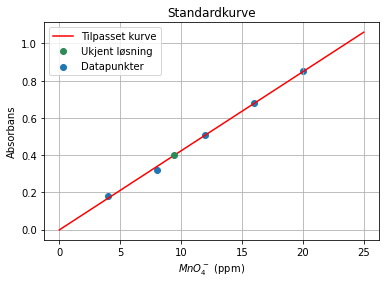 Standardkurve
Tilpasset kurve
Ukjent løsning
Datapunkter
Absorbans
1.0
0.8
0.6
0.4
0.2
0.0
0 5 10 15 20 25
MnO₄⁻ (ppm)